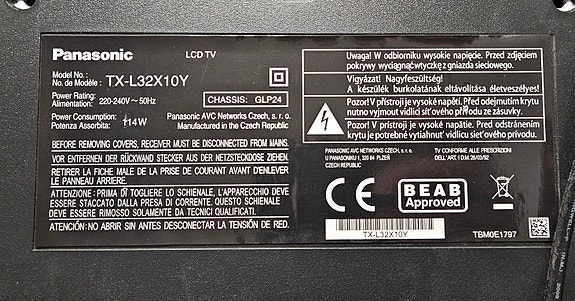 Panasonic LCD TV
Model No. :
No. de Modèle : TX-L32X10Y
Power Rating:
Alimentation: 220-240V ~ 50Hz
CHASSIS: GLP24
Power Consumption:
Potenza Assorbita: 114W
Panasonic AVC Networks Czech, s. r. o.
Manufactured in the Czech Republic
BEFORE REMOVING COVERS, RECEIVER MUST BE DISCONNECTED FROM MAINS.
VOR ENTFERNEN DER RÜCKWAND STECKER AUS DER NETZSTECKDOSE ZIEHEN.
RETIRER LA FICHE MALE DE LA PRISE DE COURANT AVANT D'ENLEVER
LE PANNEAU ARRIERE.
ATTENZIONE : PRIMA DI TOGLIERE LO SCHIENALE, L'APPARECCHIO DEVE
ESSERE STACCATO DALLA PRESA DI CORRENTE. QUESTO SCHIENALE
DEVE ESSERE RIMOSSO SOLAMENTE DA TECNICI QUALIFICATI.
ATENCIÓN: NO ABRIR SIN ANTES DESCONECTAR LA TENSIÓN DE RED.
Uwaga! W odbiorniku wysokie napięcie. Przed zdjęciem
pokrywy wyciągnąć wtyczkę z gniazda sieciowego.
Vigyázat! Nagyfeszültség!
A készülék burkolatának eltávolítása életveszélyes!
Pozor! V přístroji je vysoké napětí. Před odejmutím krytu
nutno vyjmout vidlici síťového přívodu ze zásuvky.
Pozor! V prístroji je vysoké napätie. Pred odstránením
krytu je potrebné vytiahnuť vidlicu sieťového prívodu.
PANASONIC AVC NETWORKS CZECH, s. r. o.
U PANASONIKU 1, 320 84 PLZEŇ
CZECH REPUBLIC
TV CONFORME ALLE PRESCRIZIONI
DELL'ART. 1 D.M. 26/03/92
CE
BEAB
Approved
TX-L32X10Y
TBM0E1797